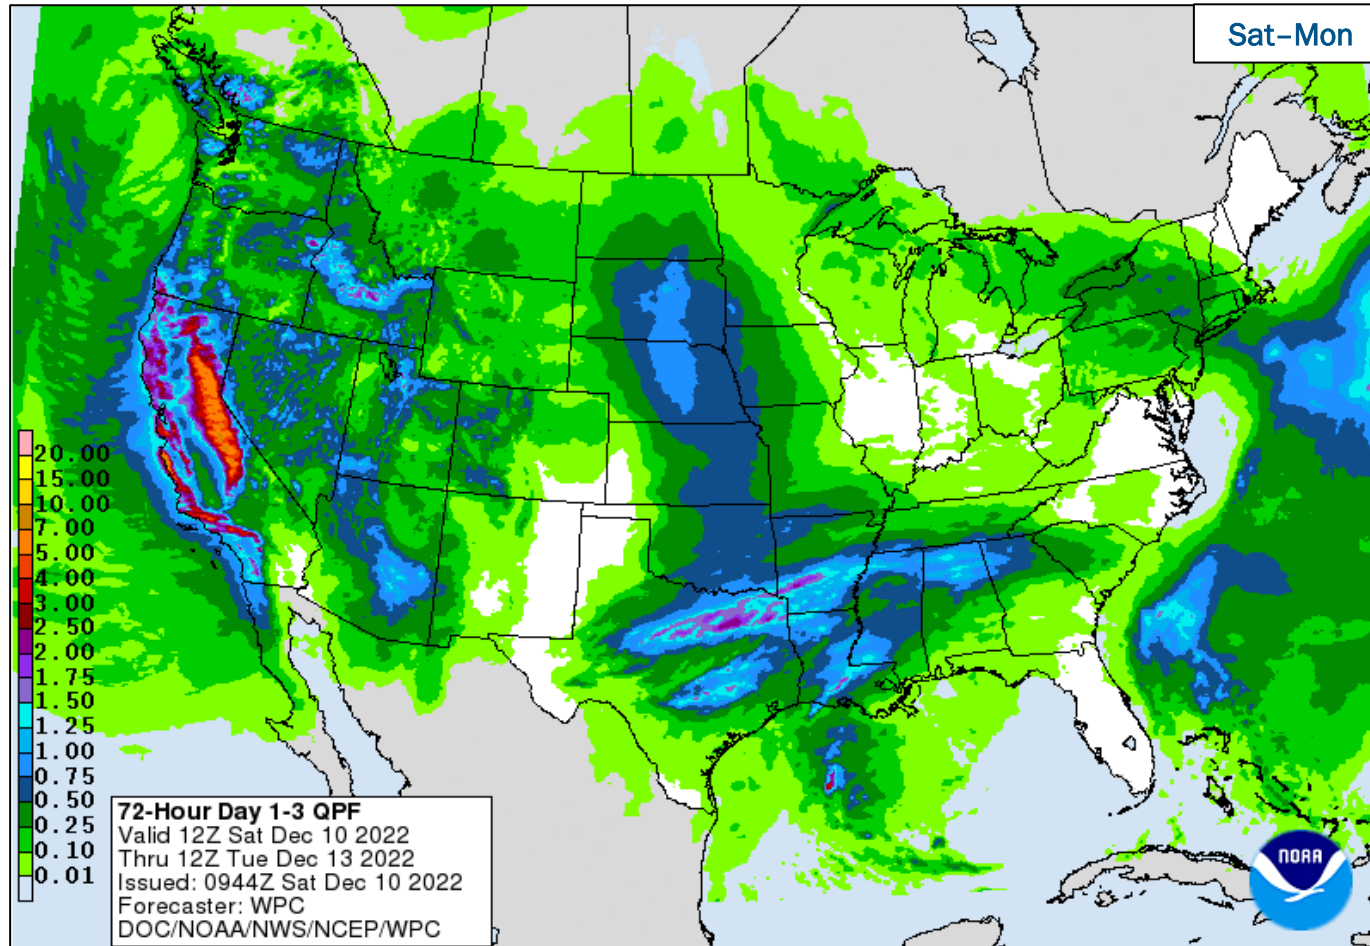 Sat–Mon
20.00
15.00
10.00
7.00
5.00
4.00
3.00
2.50
2.00
1.75
1.50
1.25
1.00
0.75
0.50
0.25
0.10
0.01
72-Hour Day 1-3 QPF
Valid 12Z Sat Dec 10 2022
Thru 12Z Tue Dec 13 2022
Issued: 0944Z Sat Dec 10 2022
Forecaster: WPC
DOC/NOAA/NWS/NCEP/WPC
NOAA